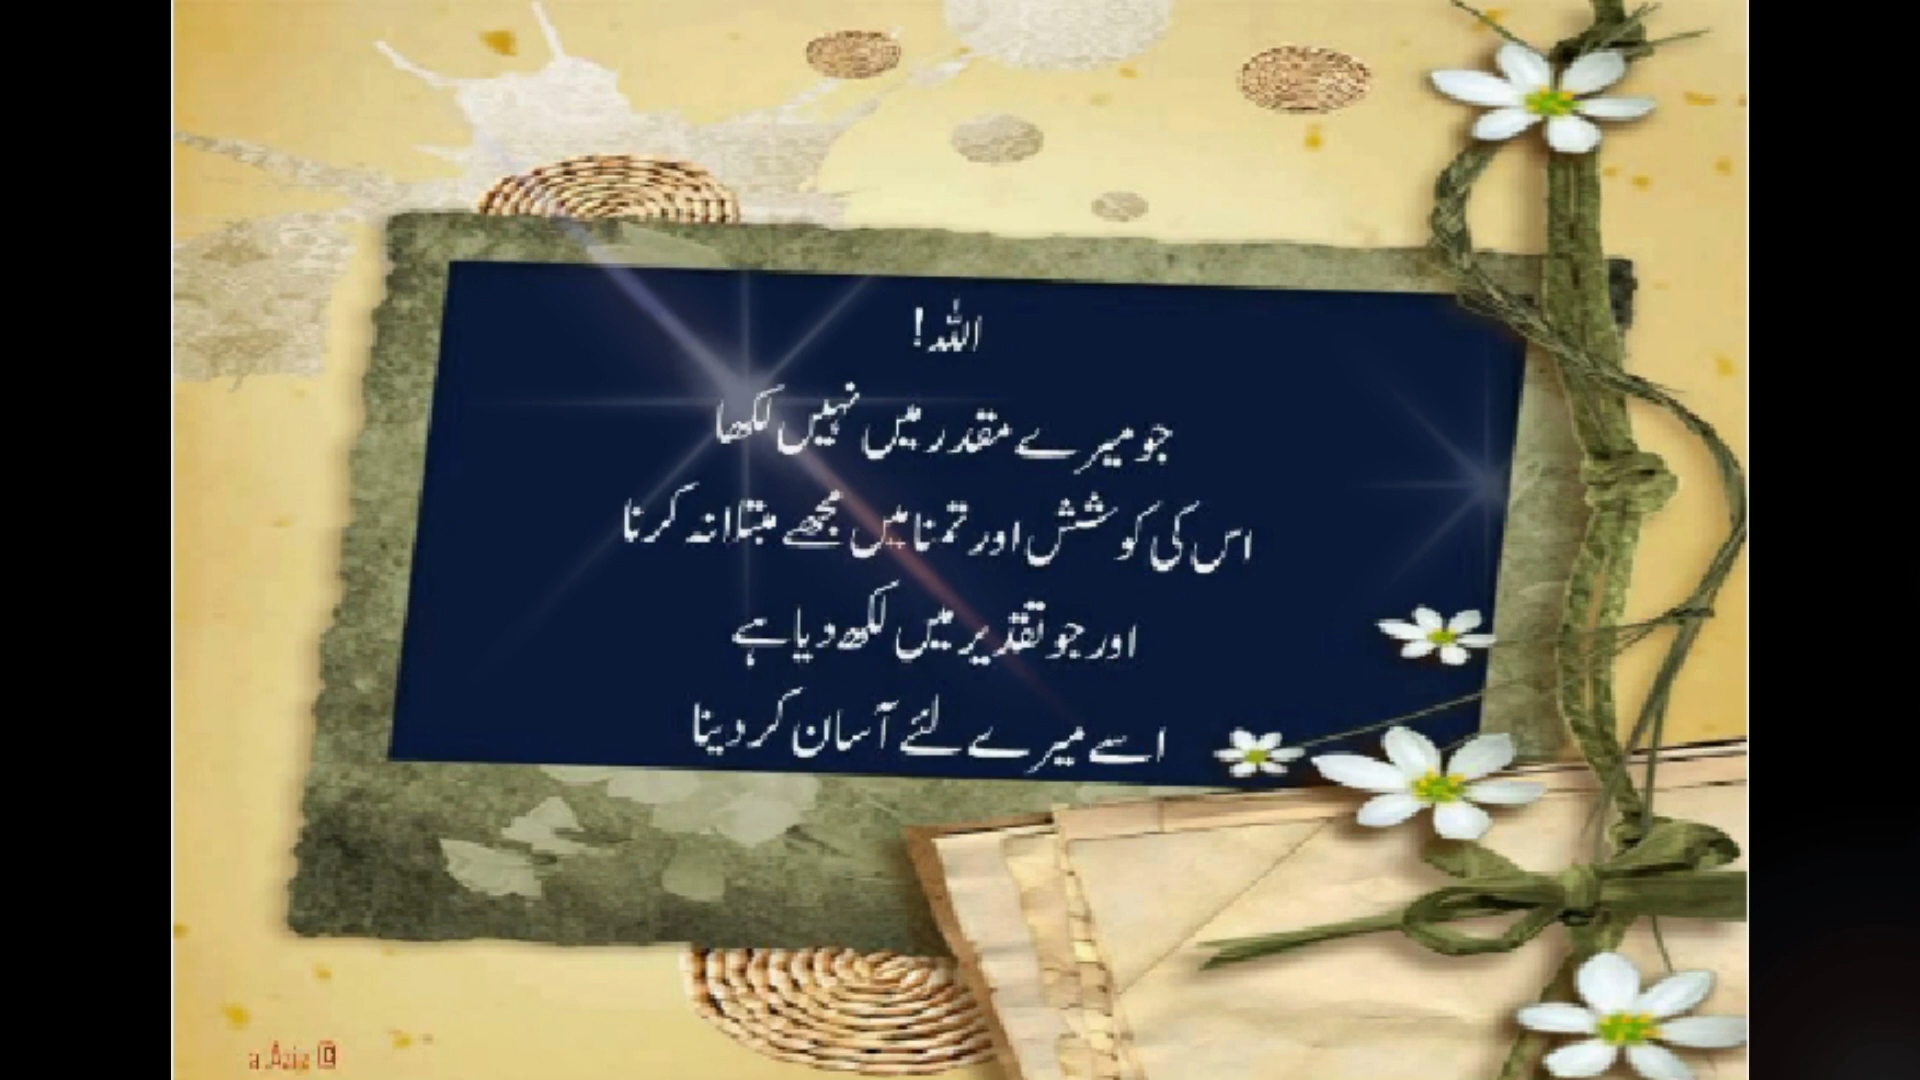 اللہ!
جو میرے مقدر میں نہیں لکھا
اس کی کوشش اور تمنا میں مجھے مبتلا نہ کرنا
اور جو تقدیر میں لکھ دیا ہے
اسے میرے لئے آسان کر دینا
a .Aziz